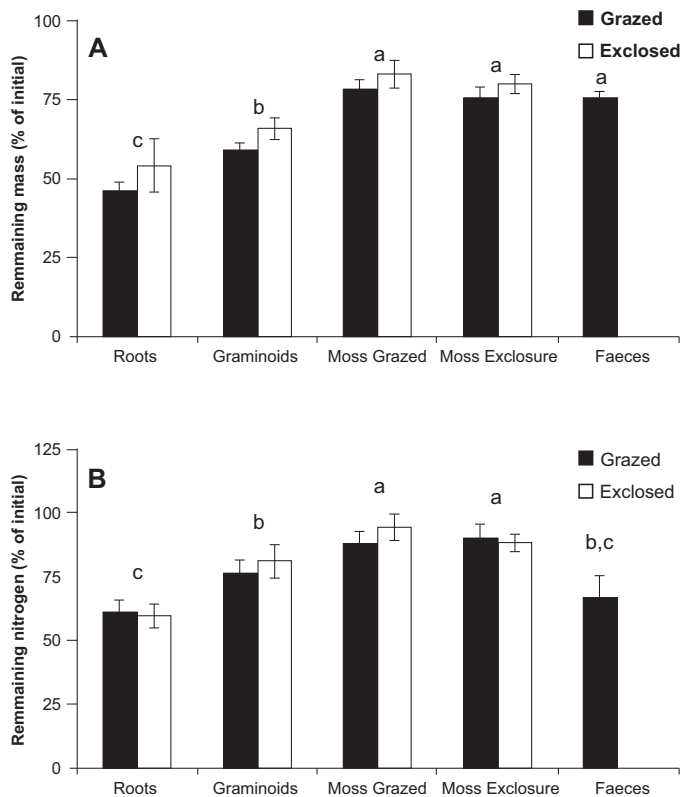 100
75
50
25
0
Remmaining mass (% of initial)
A
Grazed
Exclosed
c
b
a
a
a
Roots
Graminoids
Moss Grazed
Moss Exclosure
Faeces
125
100
75
50
25
0
Remmaining nitrogen (% of initial)
B
Grazed
Exclosed
c
b
a
a
b,c
Roots
Graminoids
Moss Grazed
Moss Exclosure
Faeces